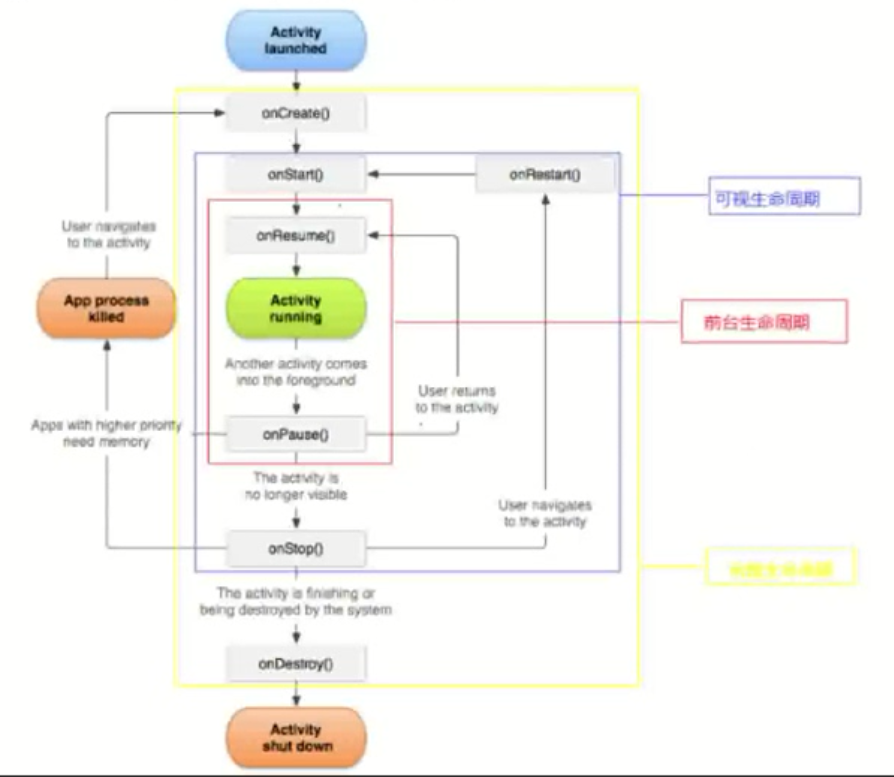 Activity
launched
onCreate()
onStart()
onRestart()
可视生命周期
User navigates
to the activity
onResume()
App process
killed
Activity
running
前台生命周期
Another activity comes
into the foreground
User returns
to the activity
Apps with higher priority
need memory
onPause()
The activity is
no longer visible
User navigates
to the activity
onStop()
The activity is finishing or
being destroyed by the system
onDestroy()
Activity
shut down